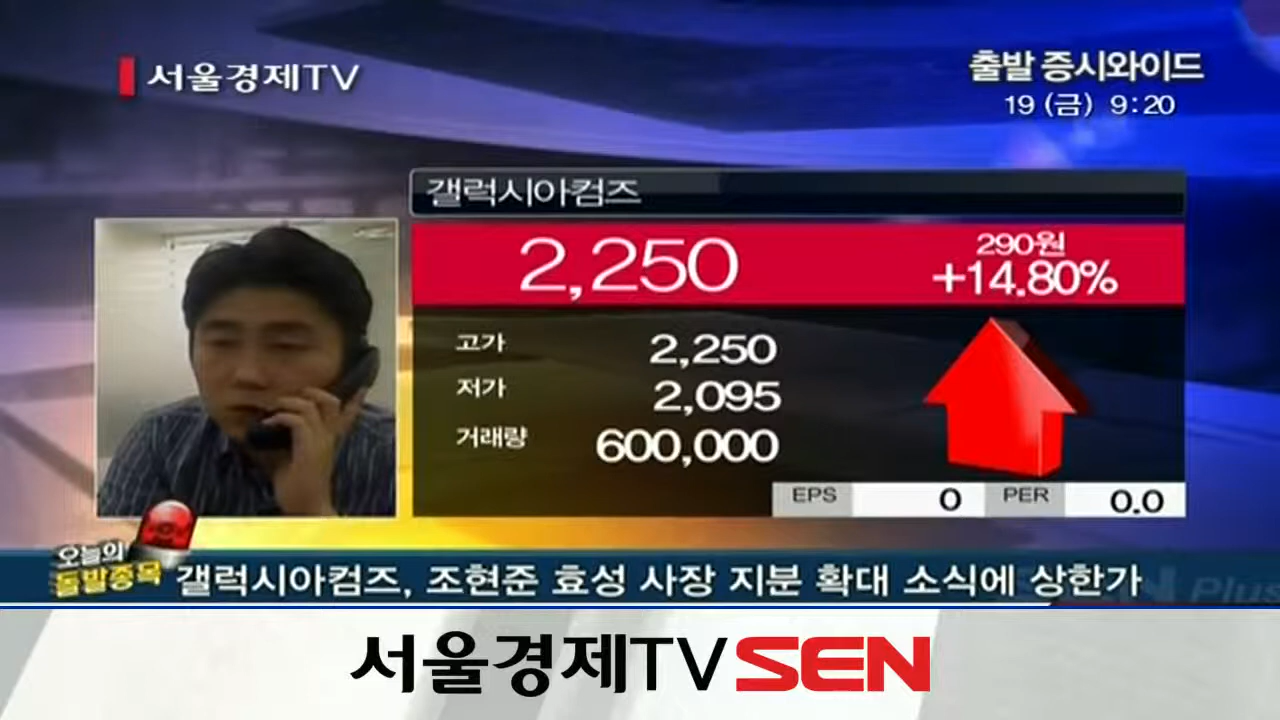 서울경제TV
출발 증시와이드
19 (금) 9:20
갤럭시아컴즈
2,250
290원
+14.80%
고가 2,250
저가 2,095
거래량 600,000
EPS 0 PER 0.0
오늘의
돌발종목
갤럭시아컴즈, 조현준 효성 사장 지분 확대 소식에 상한가
Plus
서울경제TV SEN